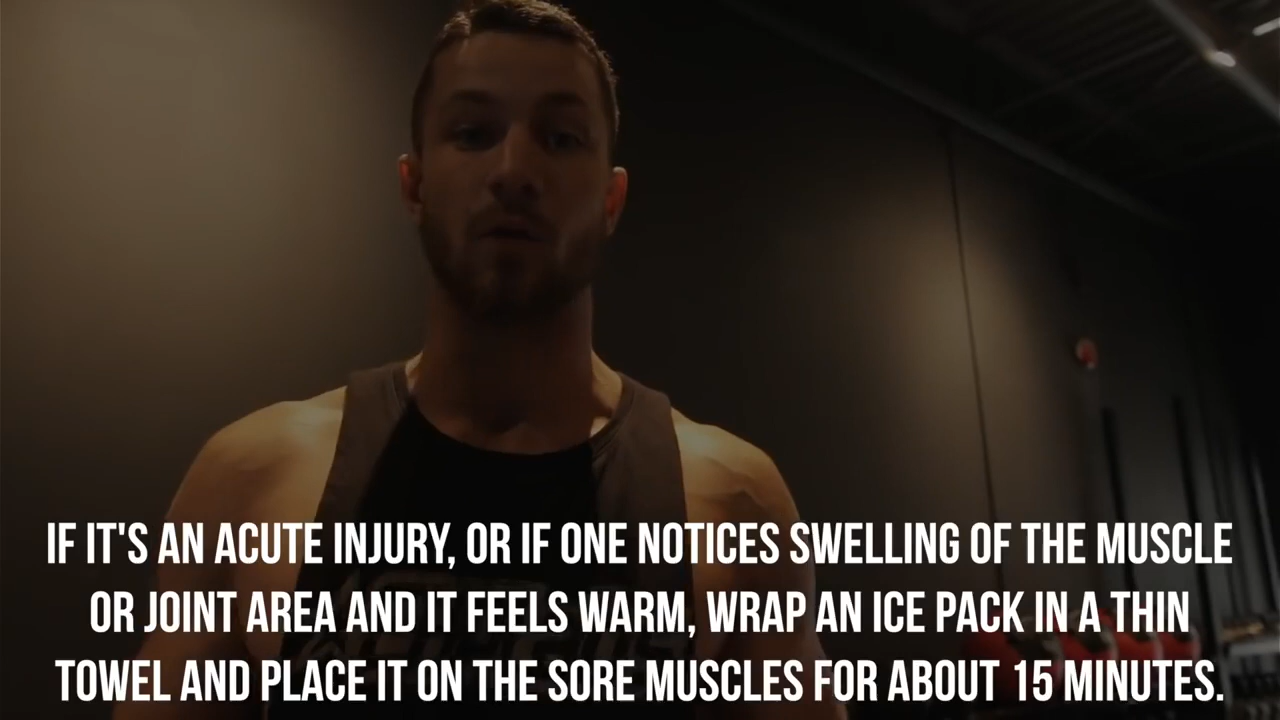 IF IT'S AN ACUTE INJURY, OR IF ONE NOTICES SWELLING OF THE MUSCLE
OR JOINT AREA AND IT FEELS WARM, WRAP AN ICE PACK IN A THIN
TOWEL AND PLACE IT ON THE SORE MUSCLES FOR ABOUT 15 MINUTES.